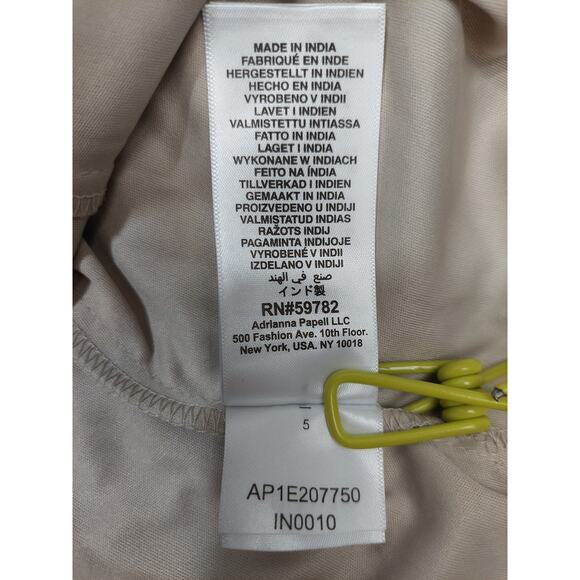 MADE IN INDIA
FABRIQUÉ EN INDE
HERGESTELLT IN INDIEN
HECHO EN INDIA
VYROBENO V INDII
LAVET I INDIEN
VALMISTETTU INTIASSA
FATTO IN INDIA
LAGET I INDIA
WYKONANE W INDIACH
FEITO NA ÍNDIA
TILLVERKAD I INDIEN
GEMAAKT IN INDIA
PROIZVEDENO U INDIJI
VALMISTATUD INDIAS
RAŽOTS INDIJ
PAGAMINTA INDIJOJE
VYROBENÉ V INDII
IZDELANO V INDIJI
صنع في الهند
インド製
RN#59782
Adrianna Papell LLC
500 Fashion Ave. 10th Floor.
New York, USA. NY 10018
5
AP1E207750
IN0010